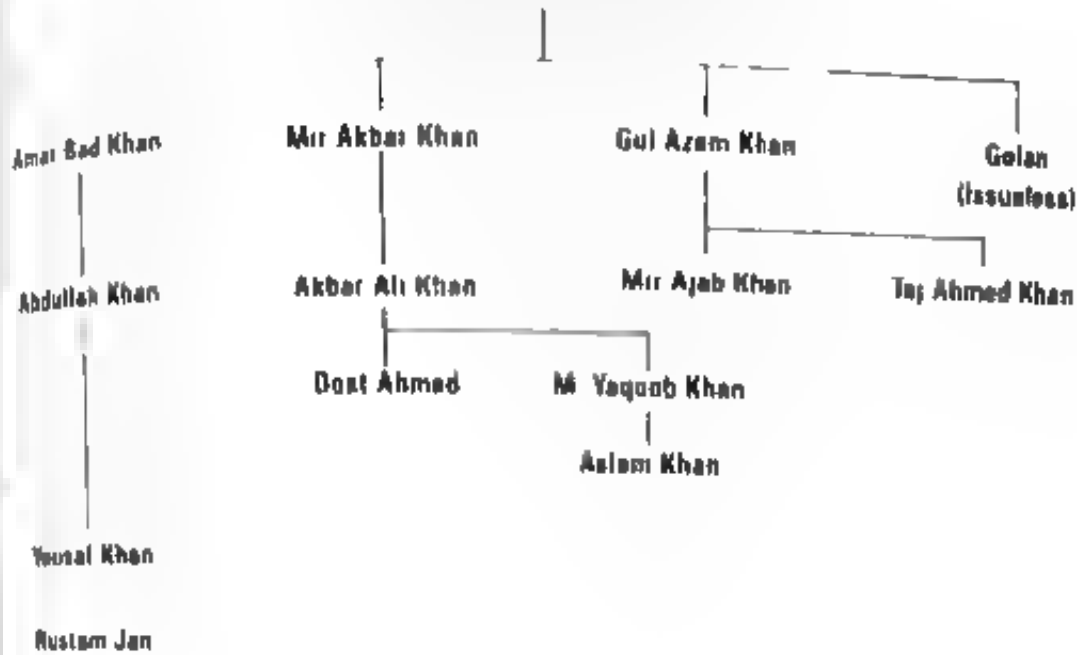 Mir Akbar Khan
Gul Azam Khan
Golan
(Issueless)
Amar Bad Khan
Abdullah Khan
Akbar Ali Khan
Mir Ajab Khan
Taj Ahmed Khan
Dost Ahmed
M Yaqoob Khan
Aslam Khan
Yousaf Khan
Rustam Jan